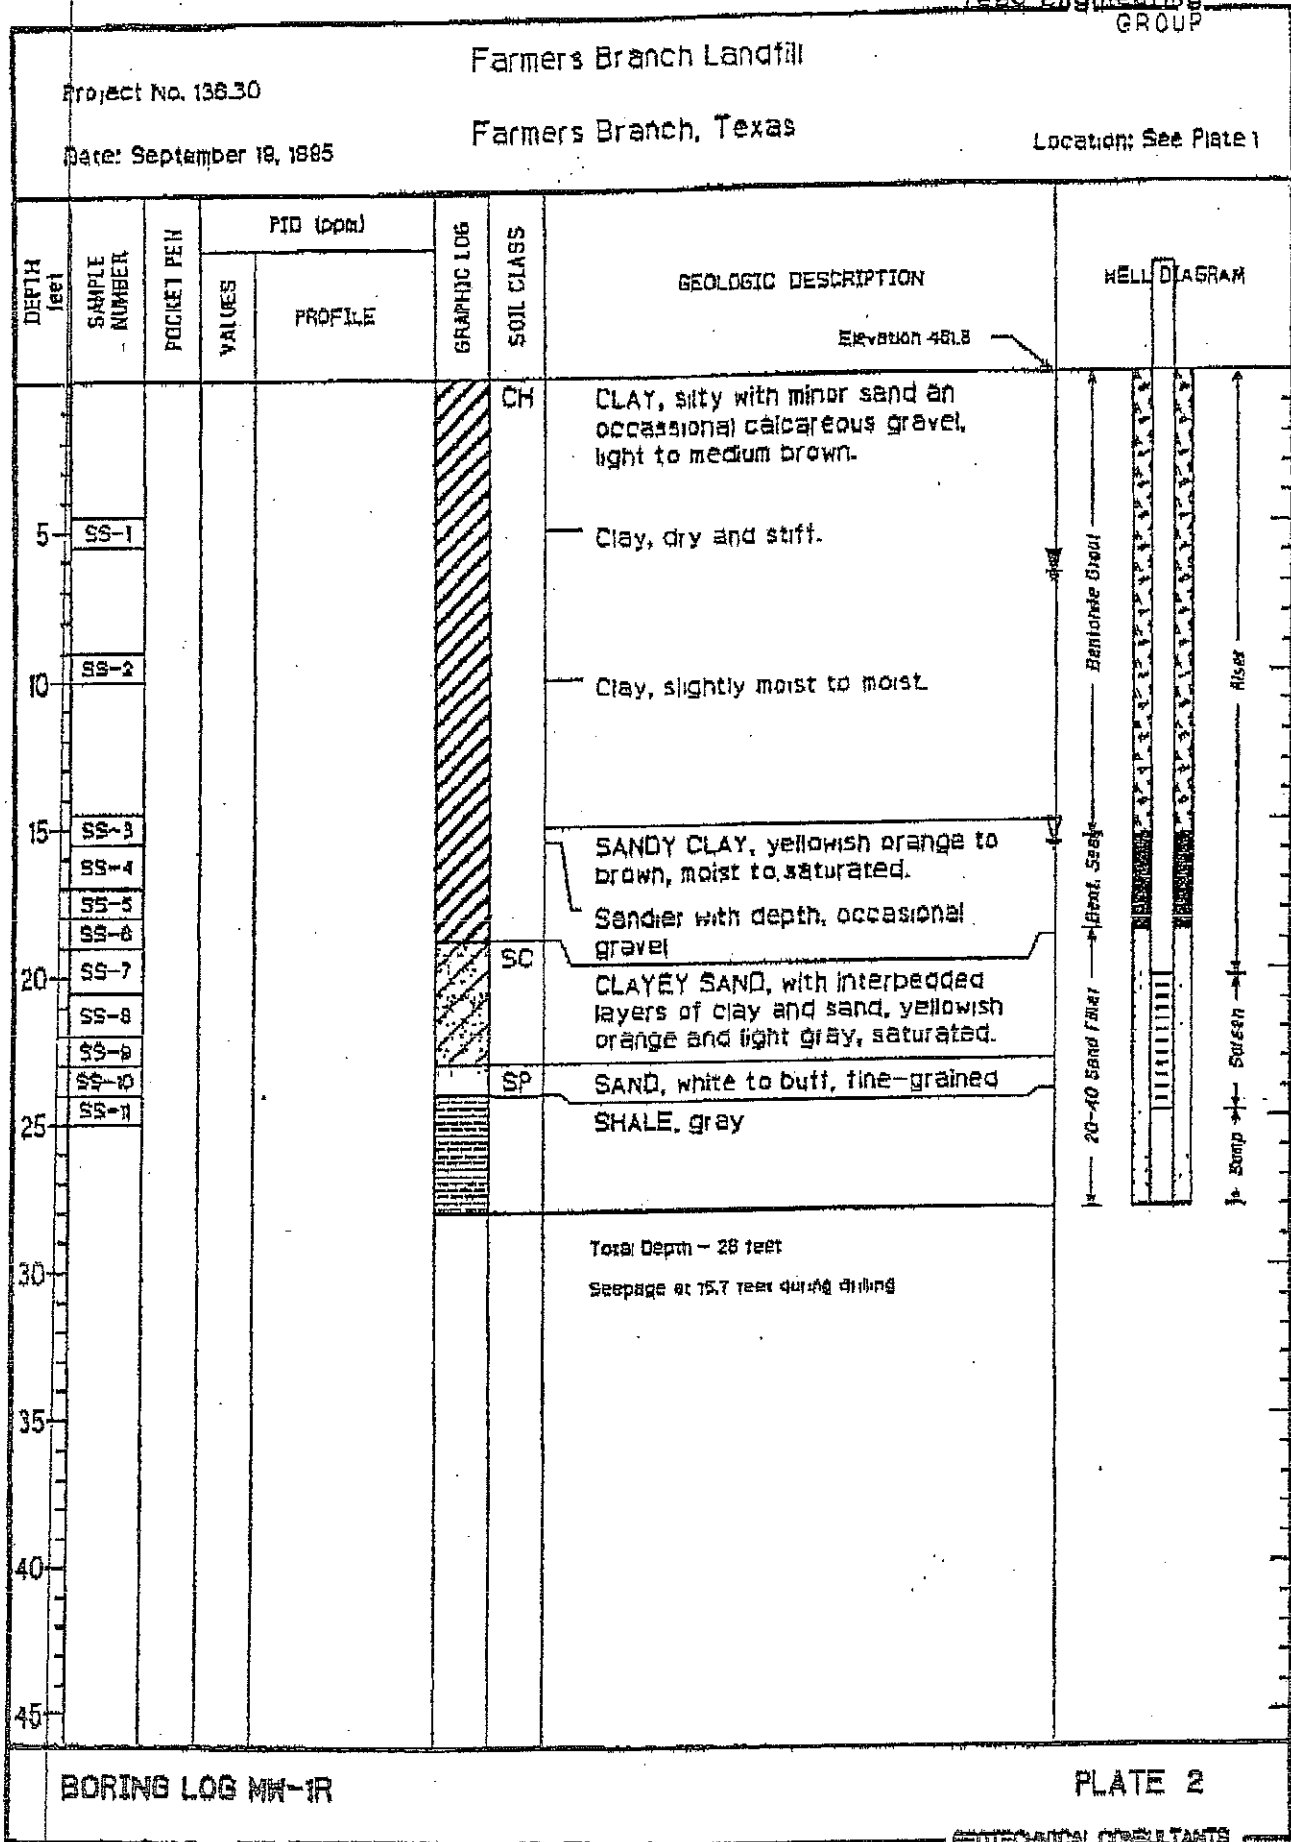 GROUP
Farmers Branch Landfill
Project No. 138.30
Farmers Branch, Texas
Date: September 19, 1995
Location: See Plate 1
DEPTH feet
SAMPLE NUMBER
POCKET PEN
PID (ppm)
VALUES
PROFILE
GRAPHIC LOG
SOIL CLASS
GEOLOGIC DESCRIPTION
WELL DIAGRAM
Elevation 461.8
CH
CLAY, silty with minor sand an
occassional calcareous gravel,
light to medium brown.
5
SS-1
Clay, dry and stiff.
Bentonite Grout
Riser
10
SS-2
Clay, slightly moist to moist.
15
SS-3
SS-4
SS-5
SS-6
SANDY CLAY, yellowish orange to
brown, moist to saturated.
Sandier with depth, occasional
gravel
Bent. Seal
20
SS-7
SS-8
SS-9
SC
CLAYEY SAND, with interbedded
layers of clay and sand, yellowish
orange and light gray, saturated.
20-40 Sand Filter
Screen
SS-10
SP
SAND, white to buff, fine-grained
25
SS-11
SHALE, gray
Sump
Total Depth - 28 feet
Seepage at 15.7 feet during drilling
30
35
40
45
BORING LOG MW-1R
PLATE 2
GEOTECHNICAL CONSULTANTS